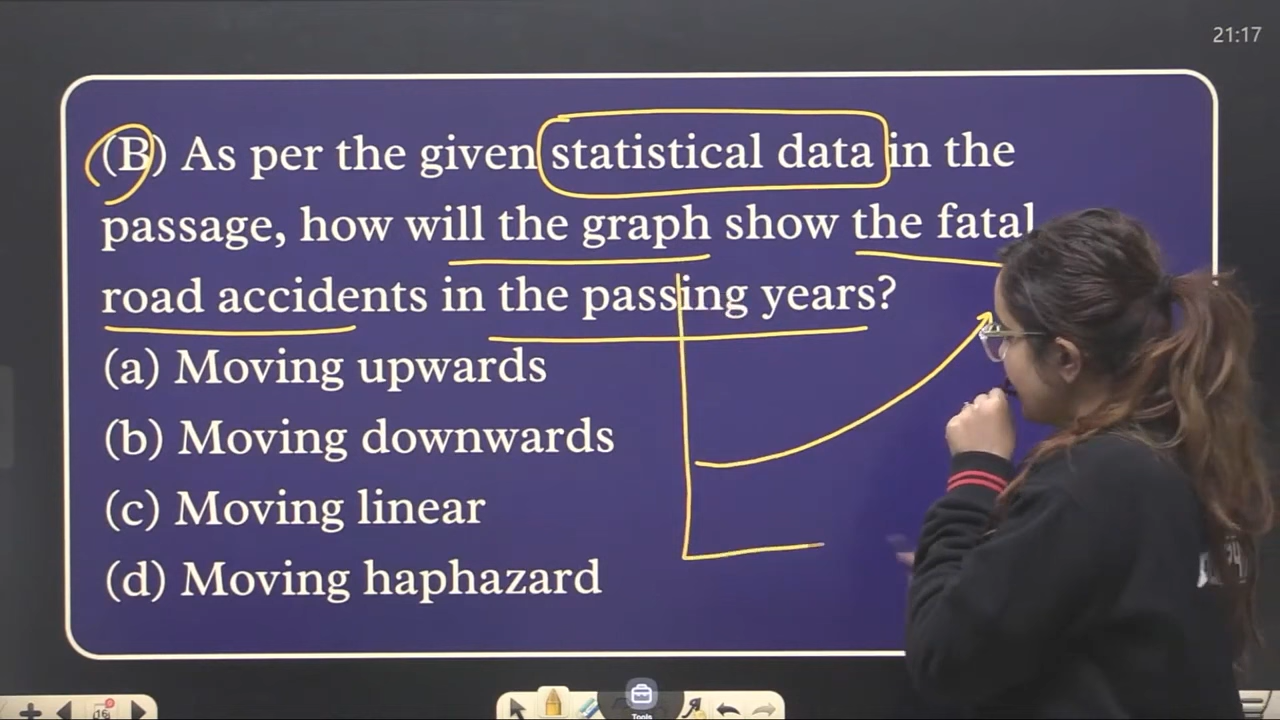 21:17
(B) As per the given statistical data in the
passage, how will the graph show the fatal
road accidents in the passing years?
(a) Moving upwards
(b) Moving downwards
(c) Moving linear
(d) Moving haphazard
Tools